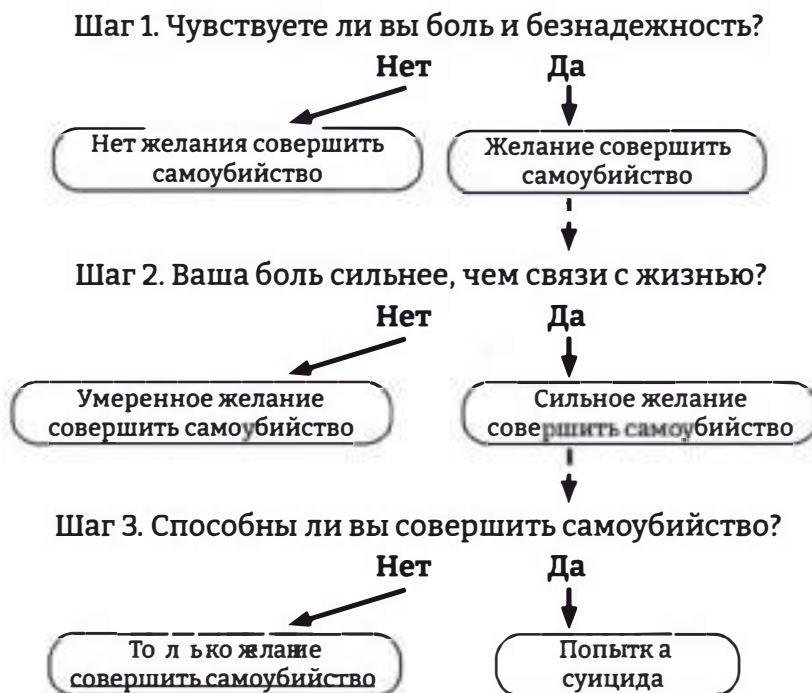 Шаг 1. Чувствуете ли вы боль и безнадежность?
Нет Да
Нет желания совершить
самоубийство
Желание совершить
самоубийство
Шаг 2. Ваша боль сильнее, чем связи с жизнью?
Нет Да
Умеренное желание
совершить самоубийство
Сильное желание
совершить самоубийство
Шаг 3. Способны ли вы совершить самоубийство?
Нет Да
Только желание
совершить самоубийство
Попытка
суицида